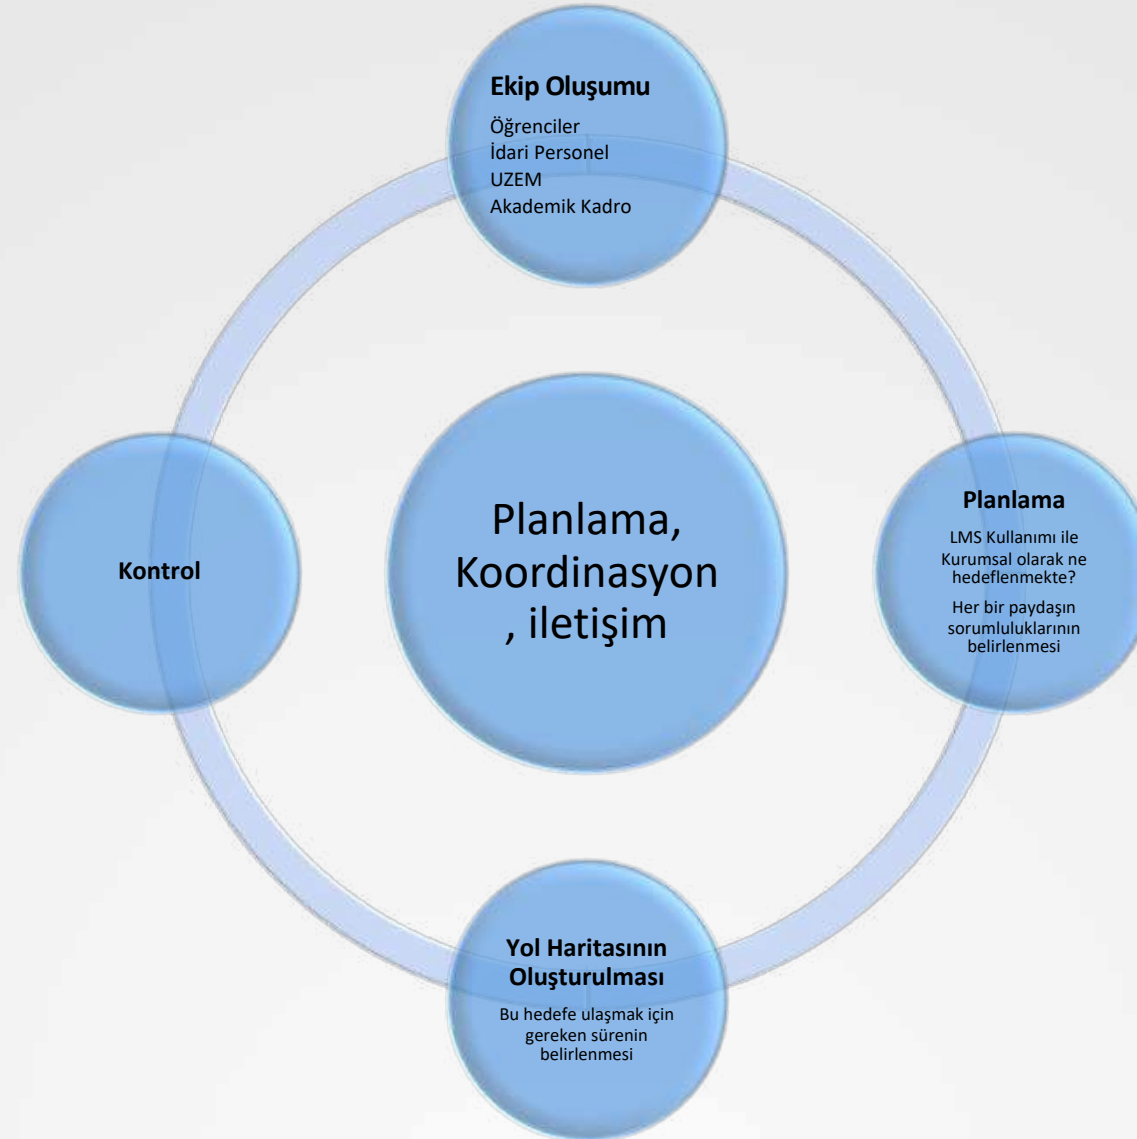 Ekip Oluşumu
Öğrenciler
İdari Personel
UZEM
Akademik Kadro
Planlama,
Koordinasyon
, iletişim
Planlama
LMS Kullanımı ile
Kurumsal olarak ne
hedeflenmekte?
Her bir paydaşın
sorumluluklarının
belirlenmesi
Kontrol
Yol Haritasının
Oluşturulması
Bu hedefe ulaşmak için
gereken sürenin
belirlenmesi